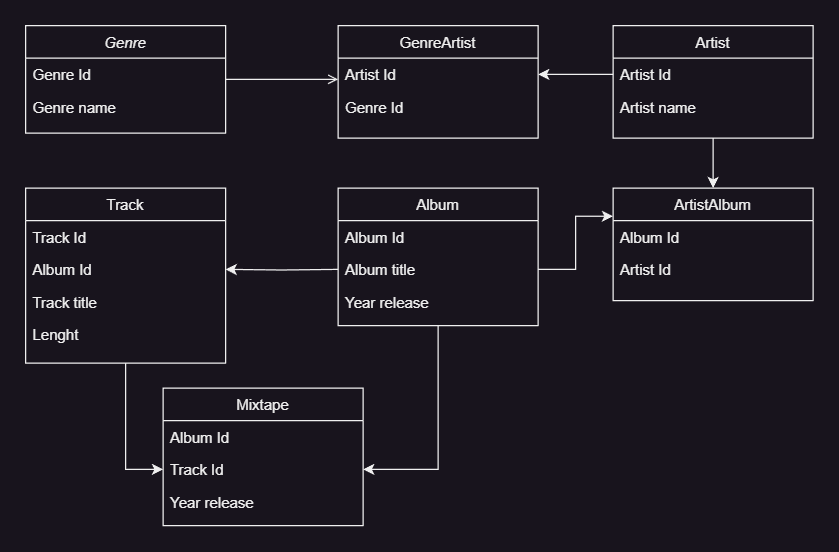 Genre
Genre Id
Genre name
GenreArtist
Artist Id
Genre Id
Artist
Artist Id
Artist name
Track
Track Id
Album Id
Track title
Lenght
Album
Album Id
Album title
Year release
ArtistAlbum
Album Id
Artist Id
Mixtape
Album Id
Track Id
Year release